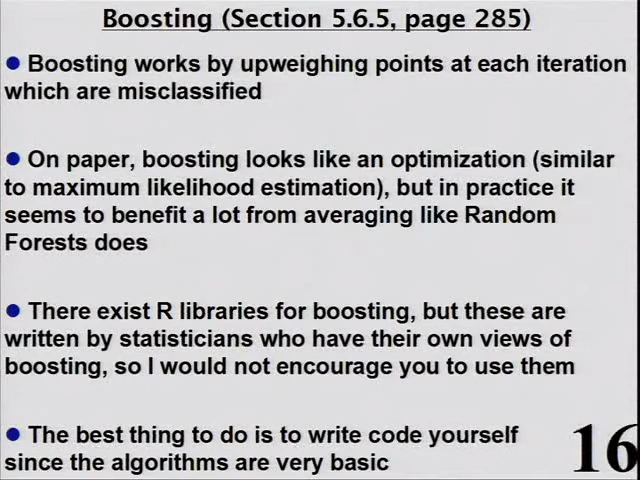 Boosting (Section 5.6.5, page 285)
● Boosting works by upweighing points at each iteration
which are misclassified
● On paper, boosting looks like an optimization (similar
to maximum likelihood estimation), but in practice it
seems to benefit a lot from averaging like Random
Forests does
● There exist R libraries for boosting, but these are
written by statisticians who have their own views of
boosting, so I would not encourage you to use them
● The best thing to do is to write code yourself
since the algorithms are very basic
16